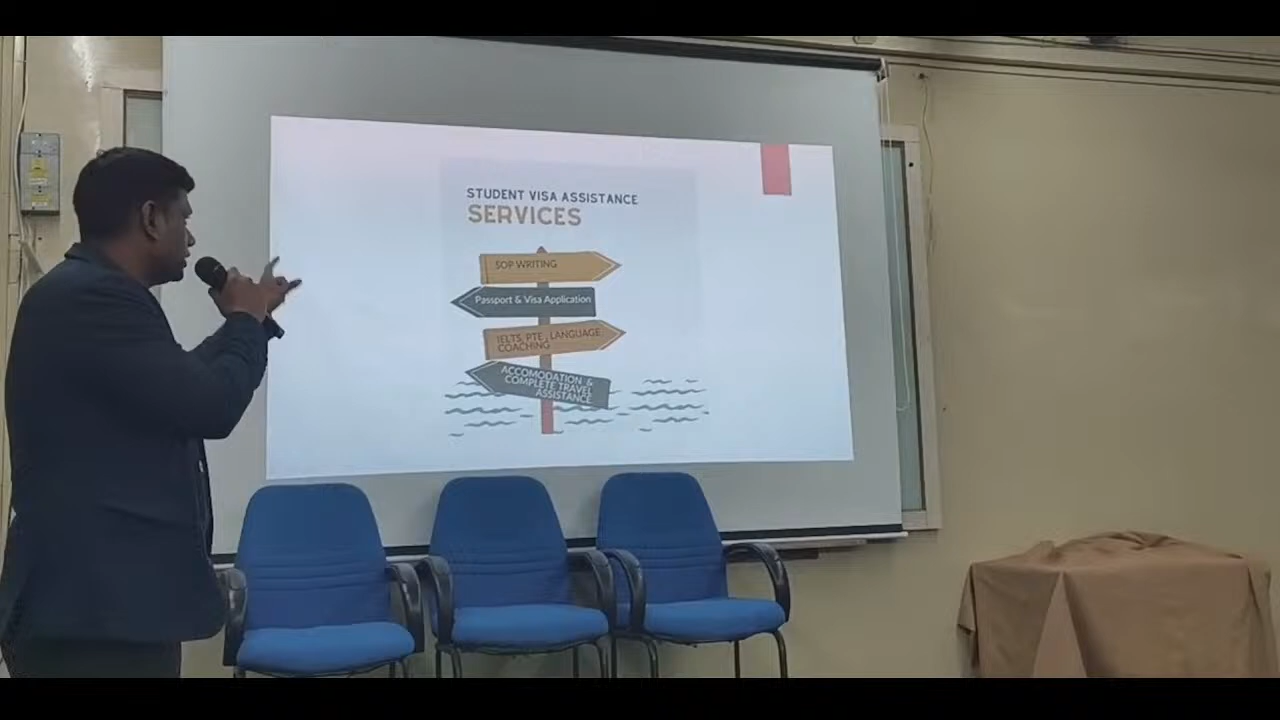 STUDENT VISA ASSISTANCE
SERVICES
SOP WRITING
Passport & Visa Application
IELTS, PTE, LANGUAGE
COACHING
ACCOMODATION &
COMPLETE TRAVEL
ASSISTANCE